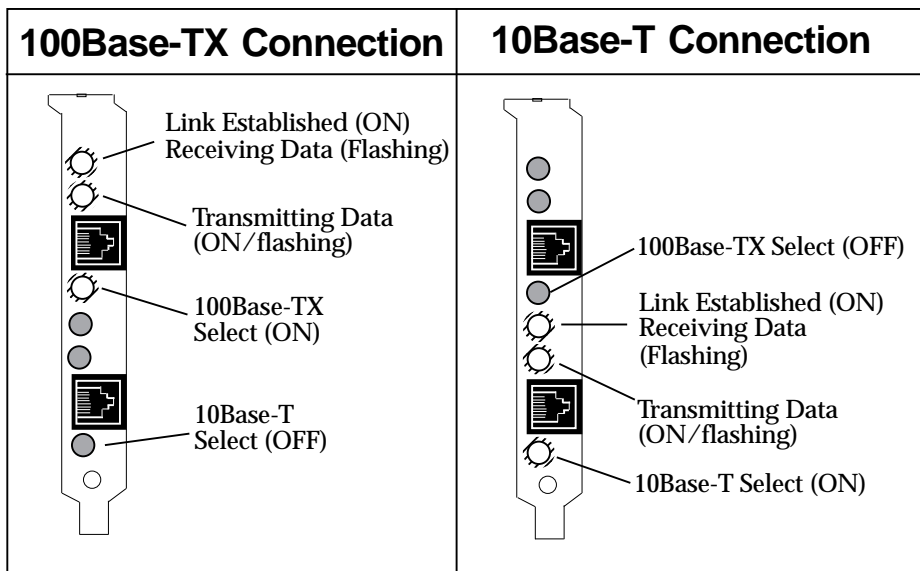 100Base-TX Connection
Link Established (ON)
Receiving Data (Flashing)
Transmitting Data
(ON/flashing)
100Base-TX
Select (ON)
10Base-T
Select (OFF)
10Base-T Connection
100Base-TX Select (OFF)
Link Established (ON)
Receiving Data
(Flashing)
Transmitting Data
(ON/flashing)
10Base-T Select (ON)